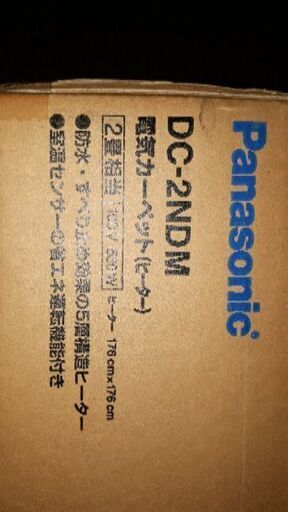 Panasonic
DC-2NDM
電気カーペット(ヒーター)
2畳相当 ヒーター 176cm×176cm
●防水・すべり止め効果の5層構造ヒーター
●室温センサーの省エネ運転機能付き